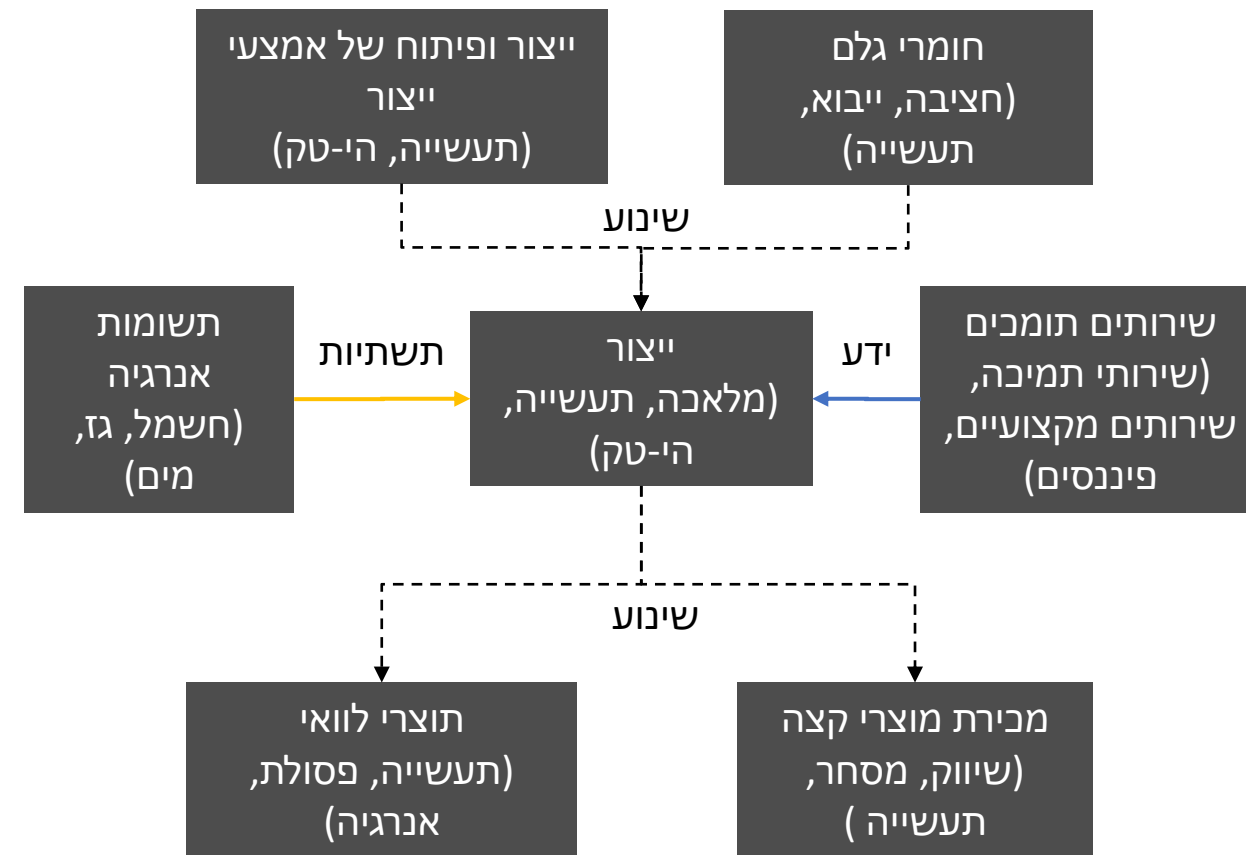 חומרי גלם
(חציבה, ייבוא,
תעשייה)
ייצור ופיתוח של אמצעי
ייצור
(תעשייה, הי-טק)
שינוע
שירותים תומכים
(שירותי תמיכה,
שירותים מקצועיים,
פיננסים)
ידע
ייצור
(מלאכה, תעשייה,
הי-טק)
תשתיות
תשומות
אנרגיה
(חשמל, גז,
מים)
שינוע
מכירת מוצרי קצה
(שיווק, מסחר,
תעשייה )
תוצרי לוואי
(תעשייה, פסולת,
אנרגיה)